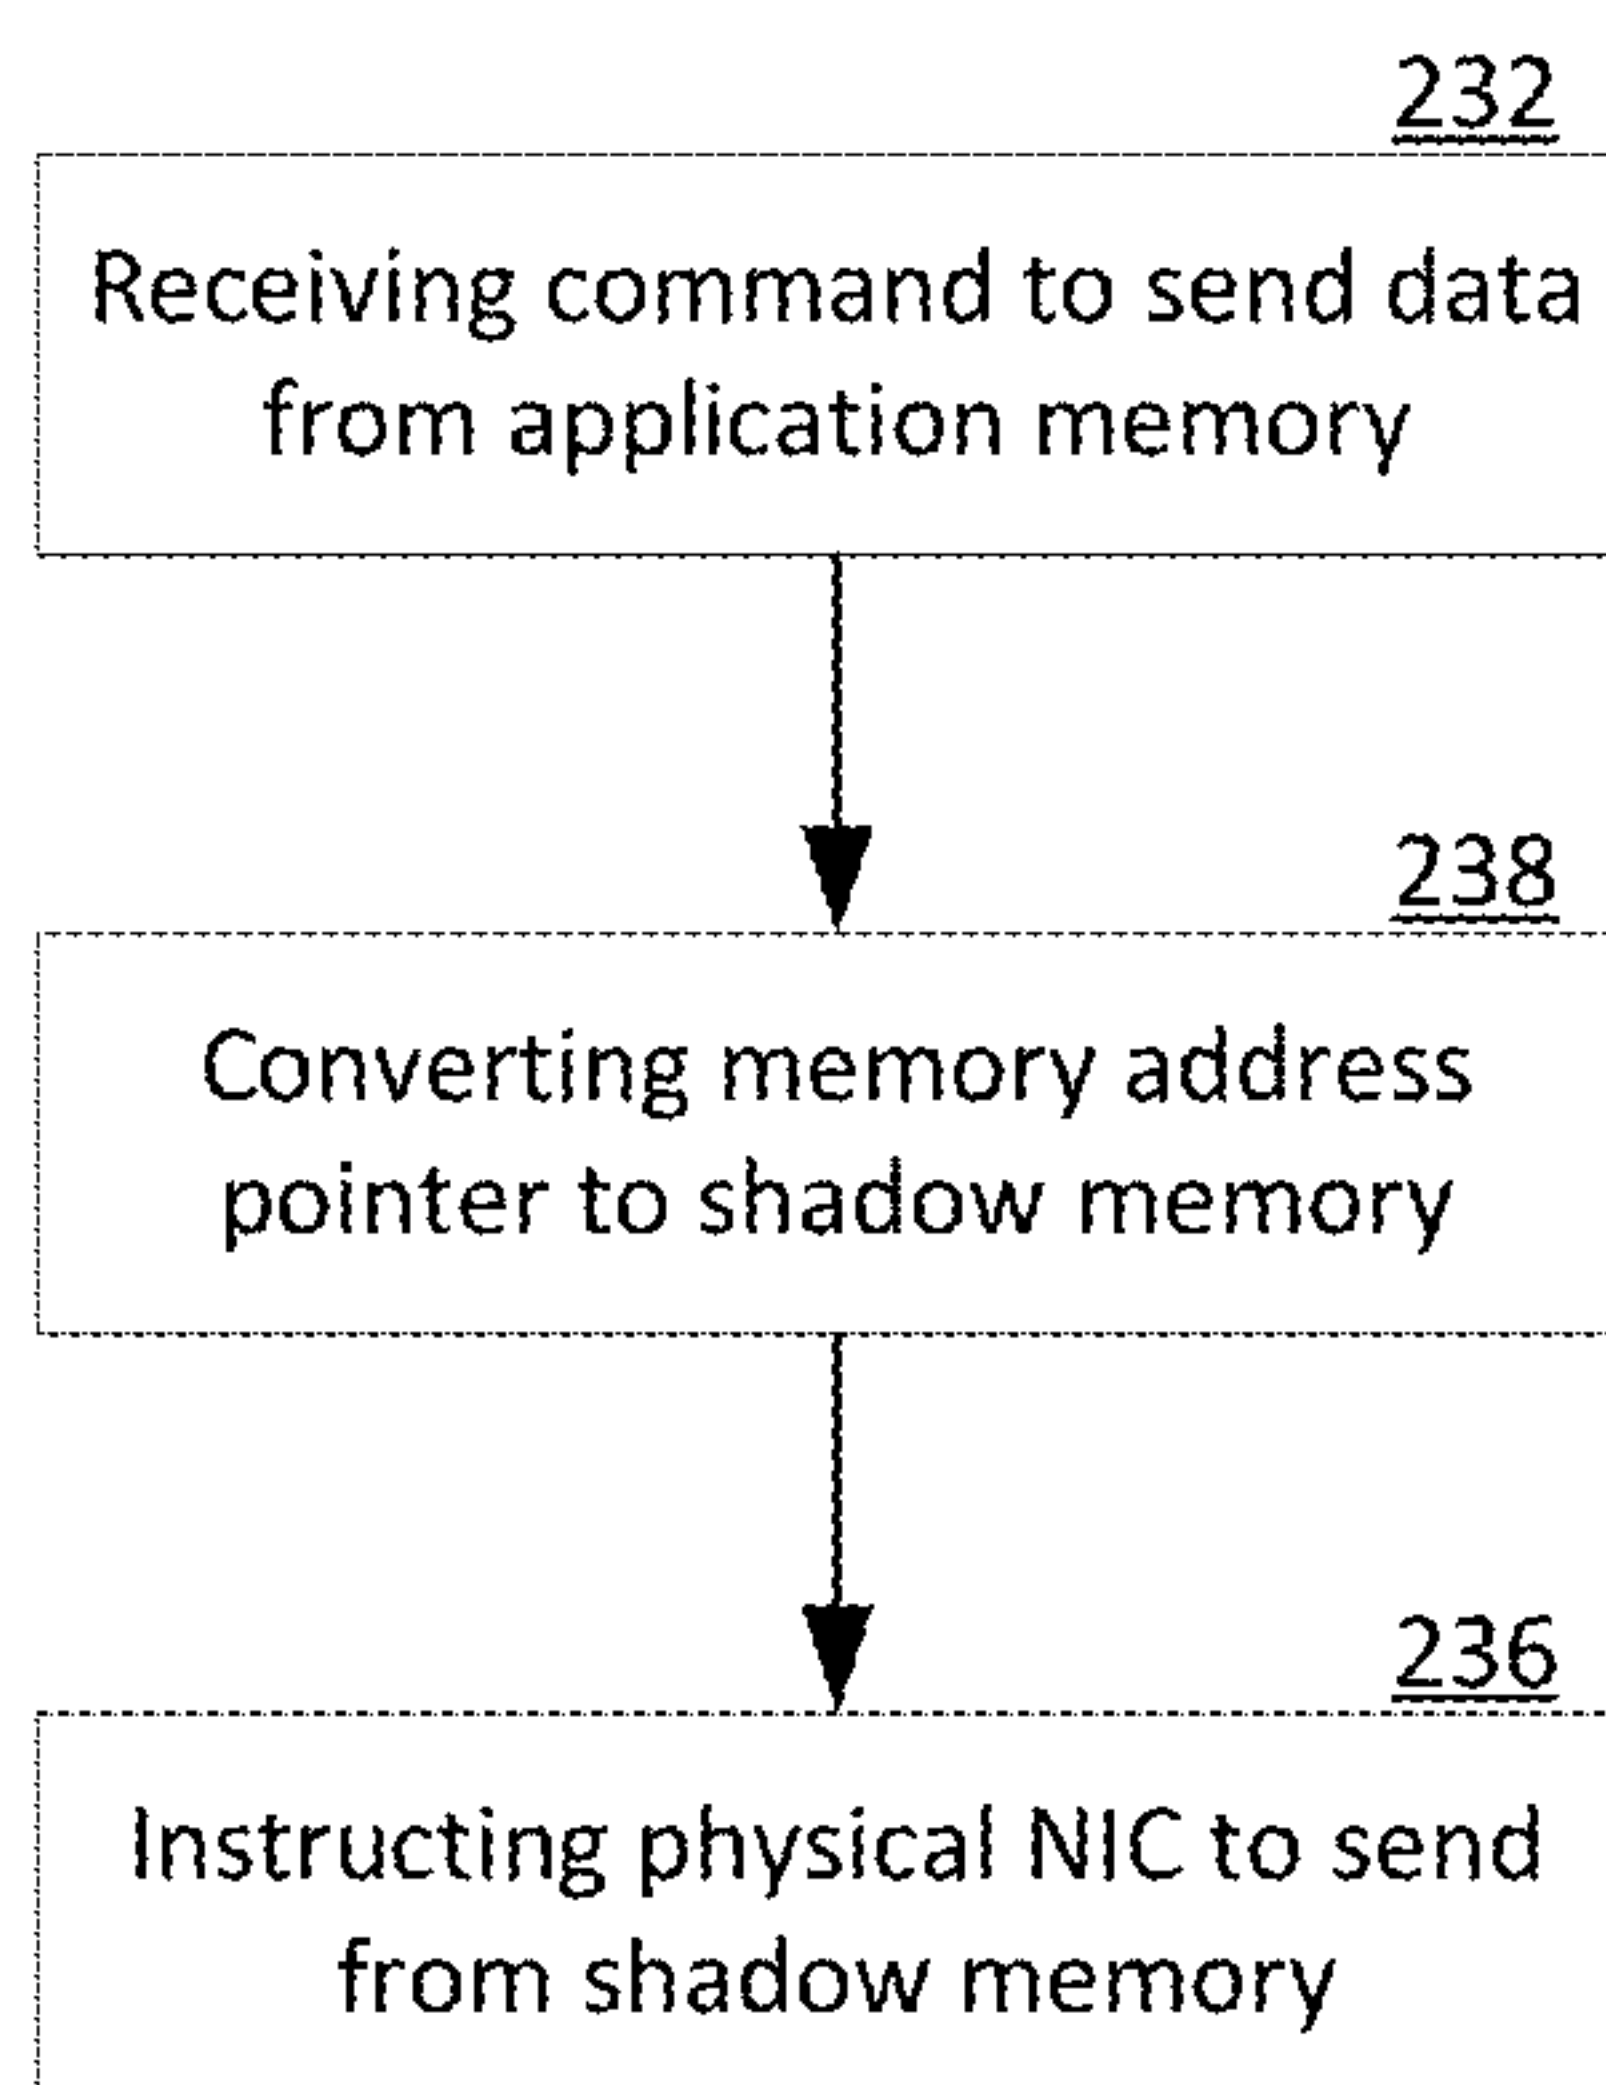 232
Receiving command to send data
from application memory
238
Converting memory address
pointer to shadow memory
236
Instructing physical NIC to send
from shadow memory